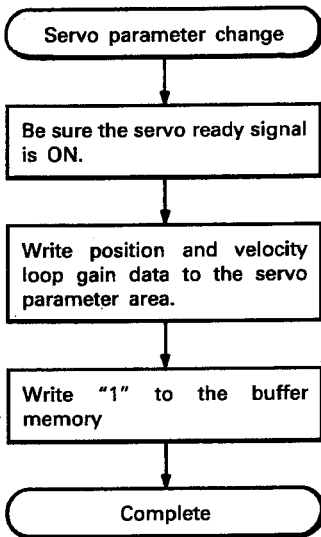 Servo parameter change
Be sure the servo ready signal
is ON.
Write position and velocity
loop gain data to the servo
parameter area.
Write "1" to the buffer
memory
Complete